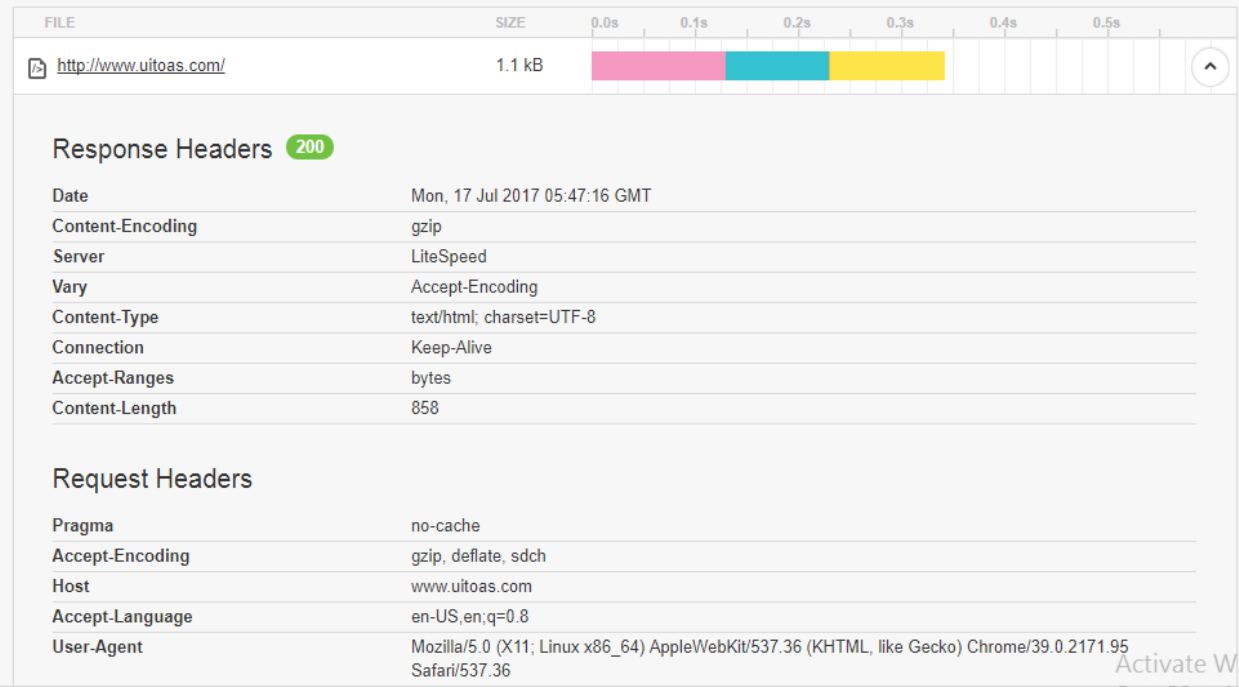 FILE SIZE 0.0s 0.1s 0.2s 0.3s 0.4s 0.5s
http://www.uitoas.com/ 1.1 kB
Response Headers 200
Date Mon, 17 Jul 2017 05:47:16 GMT
Content-Encoding gzip
Server LiteSpeed
Vary Accept-Encoding
Content-Type text/html; charset=UTF-8
Connection Keep-Alive
Accept-Ranges bytes
Content-Length 858
Request Headers
Pragma no-cache
Accept-Encoding gzip, deflate, sdch
Host www.uitoas.com
Accept-Language en-US,en;q=0.8
User-Agent Mozilla/5.0 (X11; Linux x86_64) AppleWebKit/537.36 (KHTML, like Gecko) Chrome/39.0.2171.95
Safari/537.36
Activate W